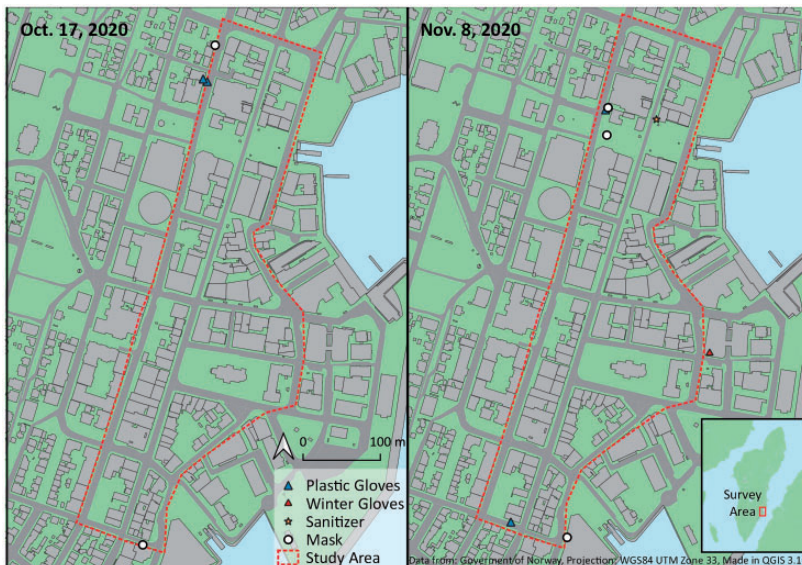 Oct. 17, 2020
Nov. 8, 2020
0 100 m
Plastic Gloves
Winter Gloves
Sanitizer
Mask
Study Area
Survey
Area
Data from: Goverment of Norway, Projection: WGS84 UTM Zone 33, Made in QGIS 3.1